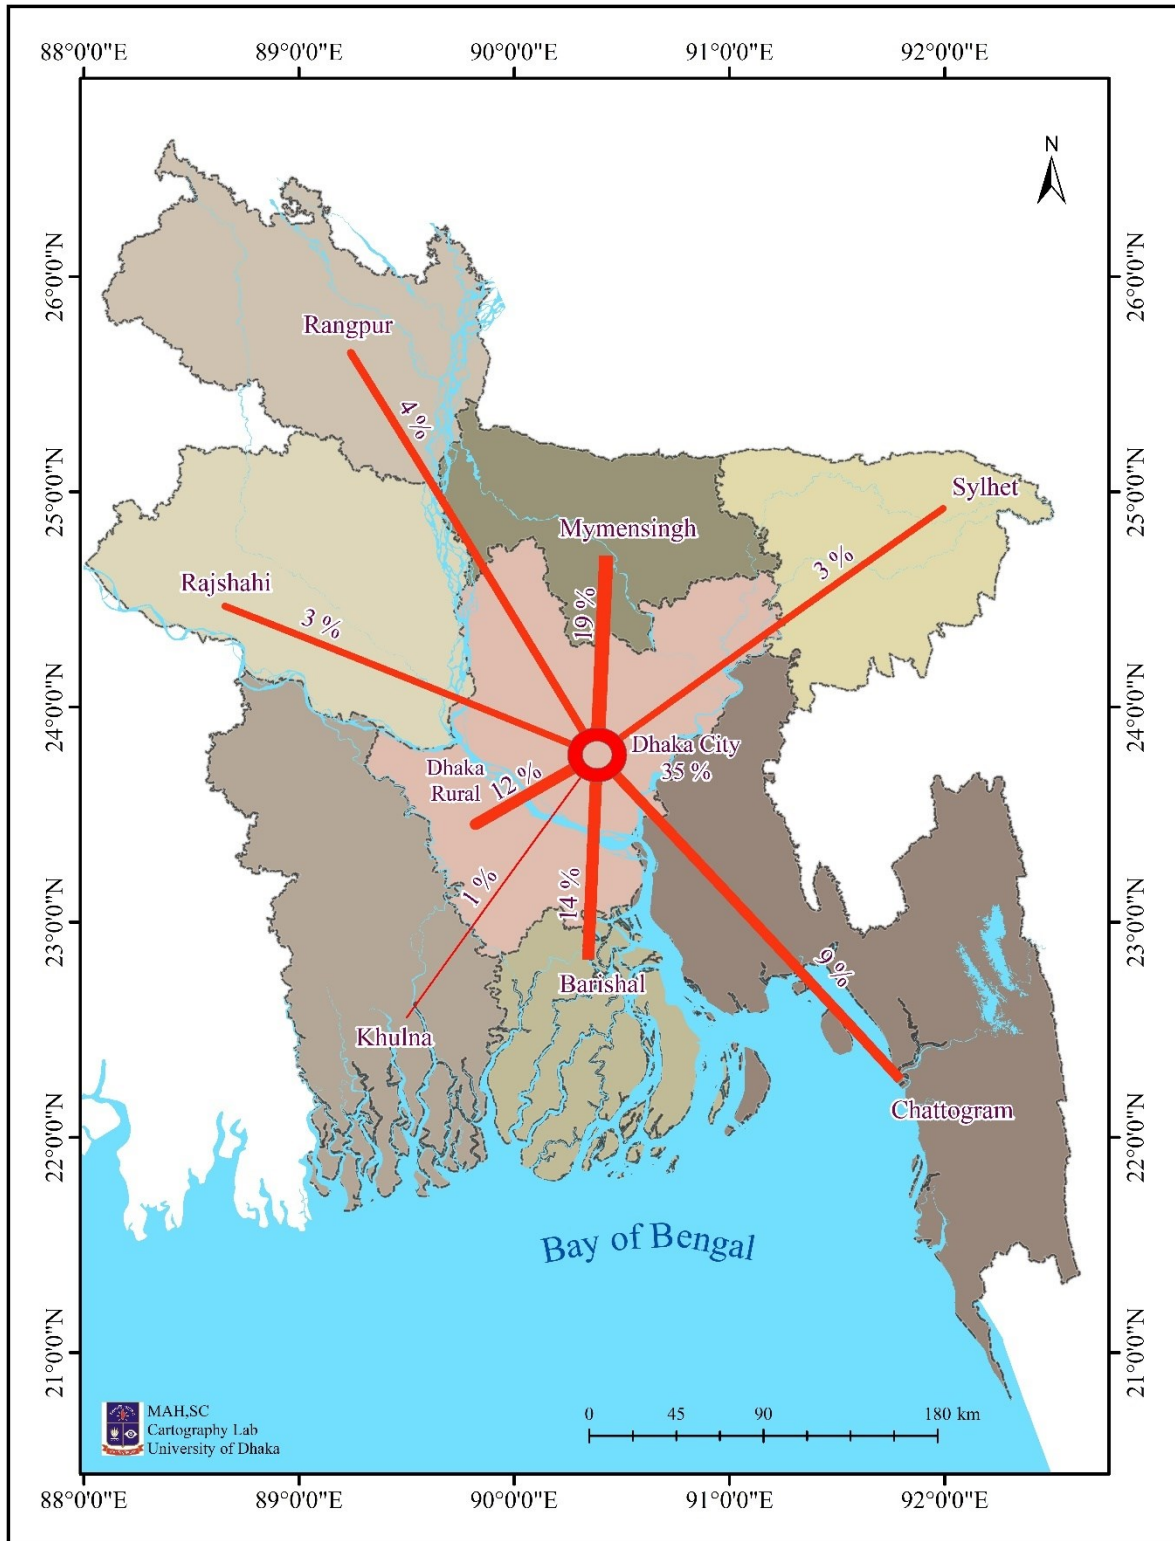 88°0'0"E
89°0'0"E
90°0'0"E
91°0'0"E
92°0'0"E
N
26°0'0"N
26°0'0"N
Rangpur
4 %
25°0'0"N
25°0'0"N
Sylhet
Mymensingh
3 %
Rajshahi
19 %
3 %
24°0'0"N
24°0'0"N
Dhaka City
35 %
Dhaka
Rural
12 %
1 %
14 %
23°0'0"N
23°0'0"N
9 %
Barishal
Khulna
Chattogram
22°0'0"N
22°0'0"N
Bay of Bengal
21°0'0"N
21°0'0"N
MAH,SC
Cartography Lab
University of Dhaka
0 45 90 180 km
88°0'0"E
89°0'0"E
90°0'0"E
91°0'0"E
92°0'0"E